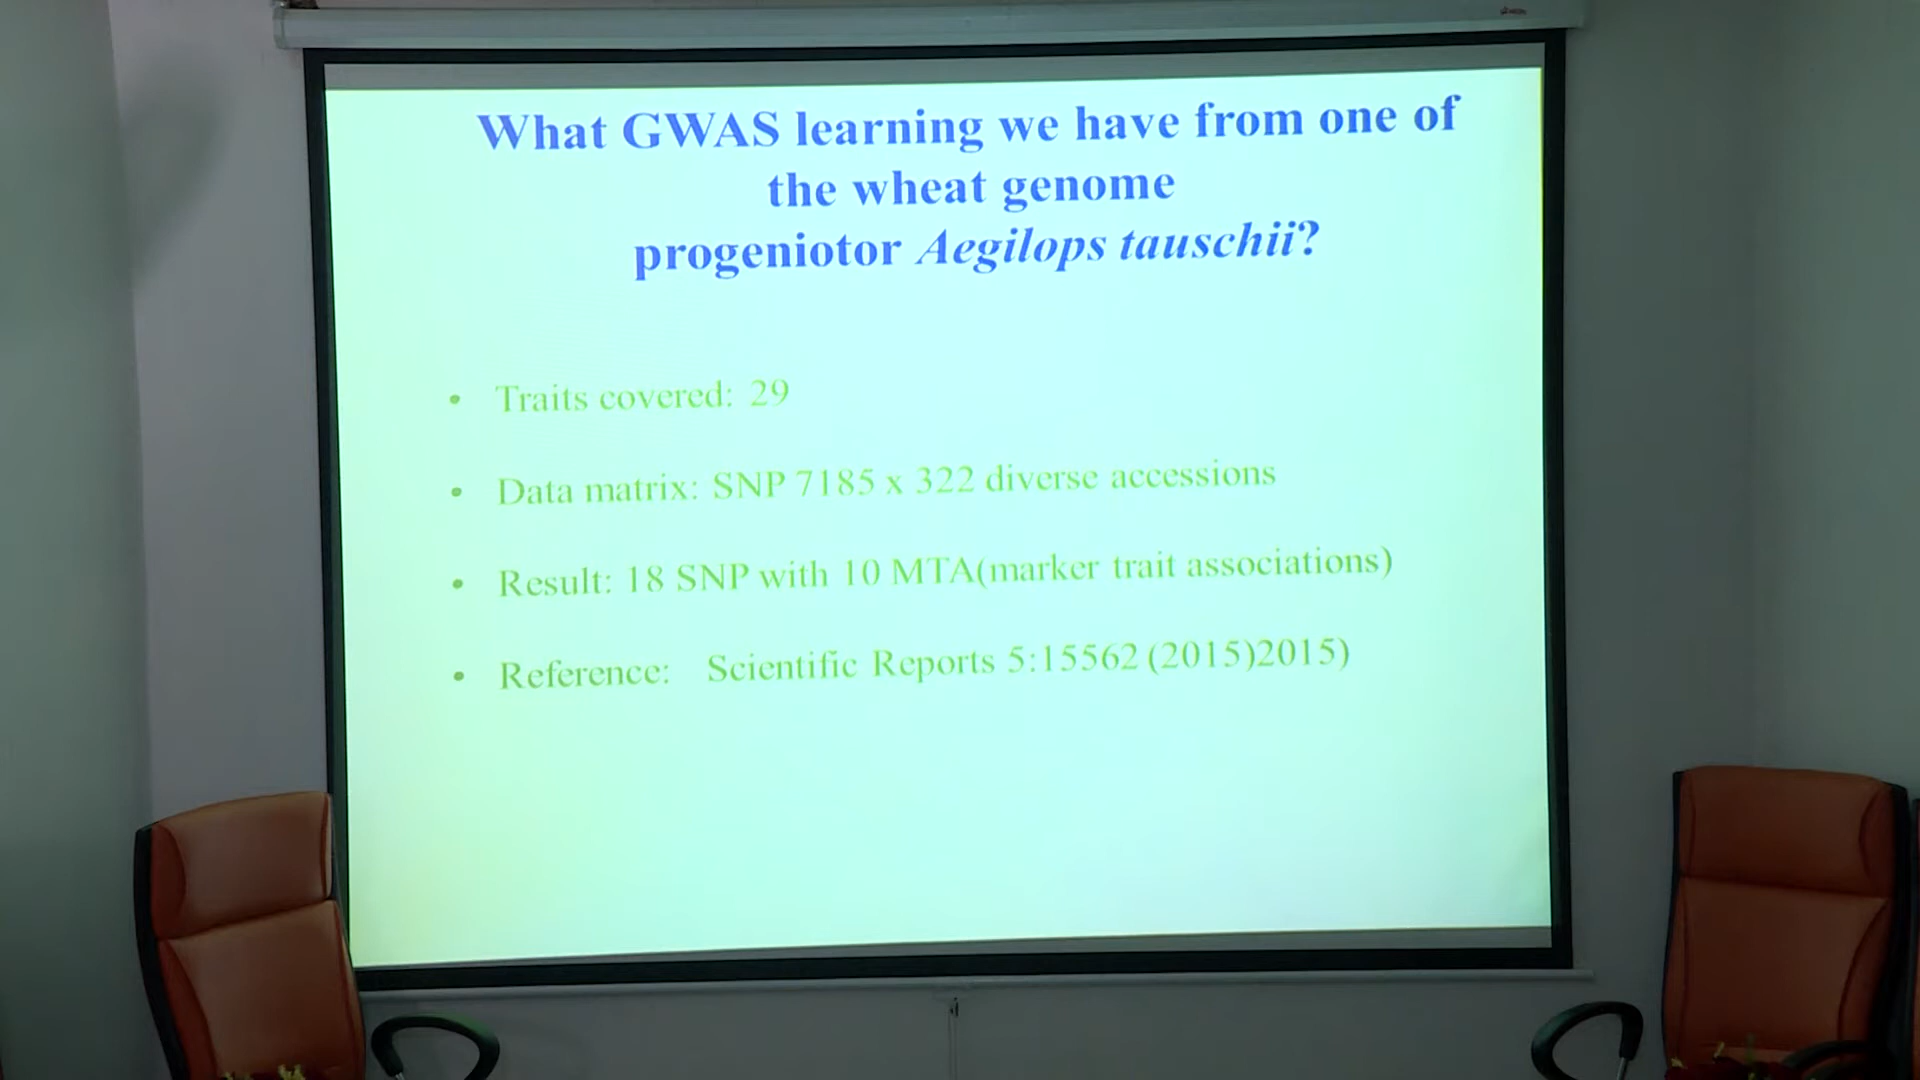 What GWAS learning we have from one of
the wheat genome
progeniotor Aegilops tauschii?
• Traits covered: 29
• Data matrix: SNP 7185 x 322 diverse accessions
• Result: 18 SNP with 10 MTA(marker trait associations)
• Reference: Scientific Reports 5:15562 (2015)2015)